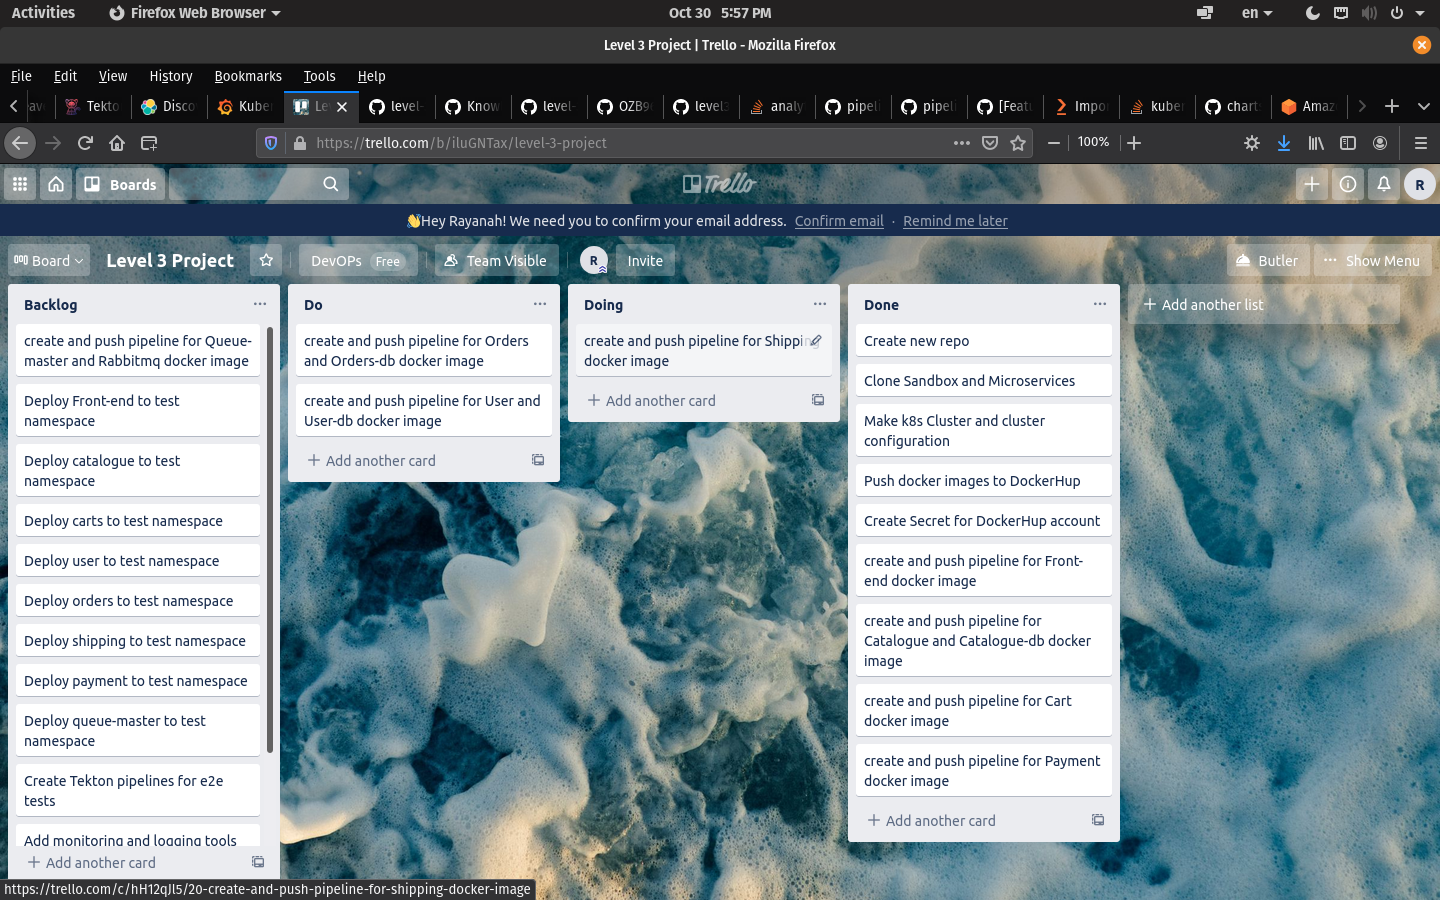 Activities
Firefox Web Browser
Oct 30 5:57 PM
en
Level 3 Project | Trello - Mozilla Firefox
File Edit View History Bookmarks Tools Help
Tekto
Disco
Kuber
Le
level-
Know
level-
OZB9
level3
analy
pipeli
pipeli
[Featu
Impor
kuber
chart
Amaz
https://trello.com/b/iluGNTax/level-3-project
100%
Boards
Trello
R
👋Hey Rayanah! We need you to confirm your email address. Confirm email · Remind me later
Board
Level 3 Project
DevOPs Free
Team Visible
R
Invite
Butler
Show Menu
Backlog
create and push pipeline for Queue-
master and Rabbitmq docker image
Deploy Front-end to test
namespace
Deploy catalogue to test
namespace
Deploy carts to test namespace
Deploy user to test namespace
Deploy orders to test namespace
Deploy shipping to test namespace
Deploy payment to test namespace
Deploy queue-master to test
namespace
Create Tekton pipelines for e2e
tests
Add monitoring and logging tools
Add another card
Do
create and push pipeline for Orders
and Orders-db docker image
create and push pipeline for User and
User-db docker image
Add another card
Doing
create and push pipeline for Shipping
docker image
Add another card
Done
Create new repo
Clone Sandbox and Microservices
Make k8s Cluster and cluster
configuration
Push docker images to DockerHup
Create Secret for DockerHup account
create and push pipeline for Front-
end docker image
create and push pipeline for
Catalogue and Catalogue-db docker
image
create and push pipeline for Cart
docker image
create and push pipeline for Payment
docker image
Add another card
Add another list
https://trello.com/c/hH12qJl5/20-create-and-push-pipeline-for-shipping-docker-image